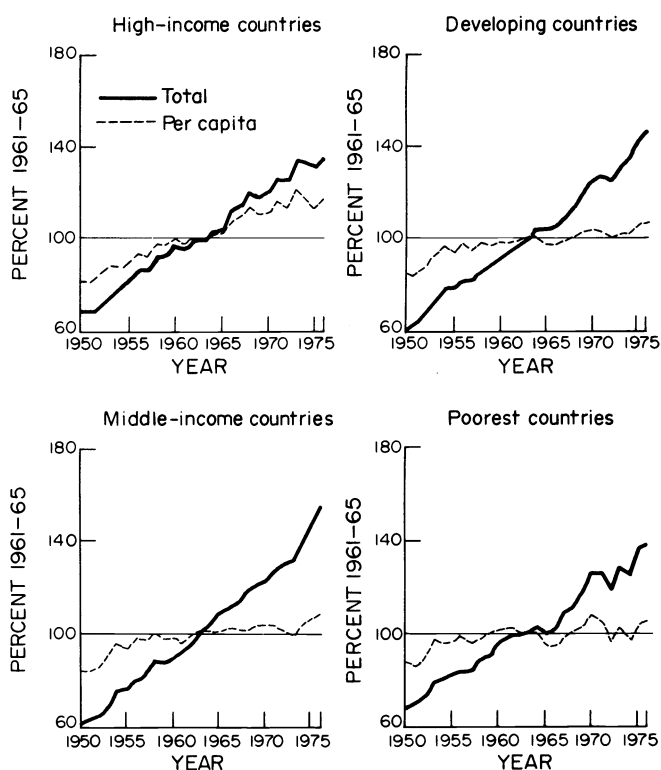 High-income countries
180
140
100
60
PERCENT 1961-65
Total
Per capita
1950 1955 1960 1965 1970 1975
YEAR
Developing countries
180
140
100
60
PERCENT 1961-65
1950 1955 1960 1965 1970 1975
YEAR
Middle-income countries
180
140
100
60
PERCENT 1961-65
1950 1955 1960 1965 1970 1975
YEAR
Poorest countries
180
140
100
60
PERCENT 1961-65
1950 1955 1960 1965 1970 1975
YEAR